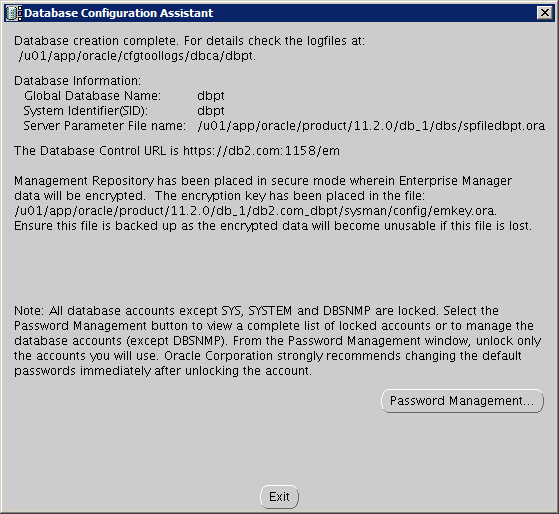 Database Configuration Assistant
Database creation complete. For details check the logfiles at:
/u01/app/oracle/cfgtoollogs/dbca/dbpt.
Database Information:
Global Database Name: dbpt
System Identifier(SID): dbpt
Server Parameter File name: /u01/app/oracle/product/11.2.0/db_1/dbs/spfiledbpt.ora
The Database Control URL is https://db2.com:1158/em
Management Repository has been placed in secure mode wherein Enterprise Manager
data will be encrypted. The encryption key has been placed in the file:
/u01/app/oracle/product/11.2.0/db_1/db2.com_dbpt/sysman/config/emkey.ora.
Ensure this file is backed up as the encrypted data will become unusable if this file is lost.
Note: All database accounts except SYS, SYSTEM and DBSNMP are locked. Select the
Password Management button to view a complete list of locked accounts or to manage the
database accounts (except DBSNMP). From the Password Management window, unlock only
the accounts you will use. Oracle Corporation strongly recommends changing the default
passwords immediately after unlocking the account.
Password Management...
Exit